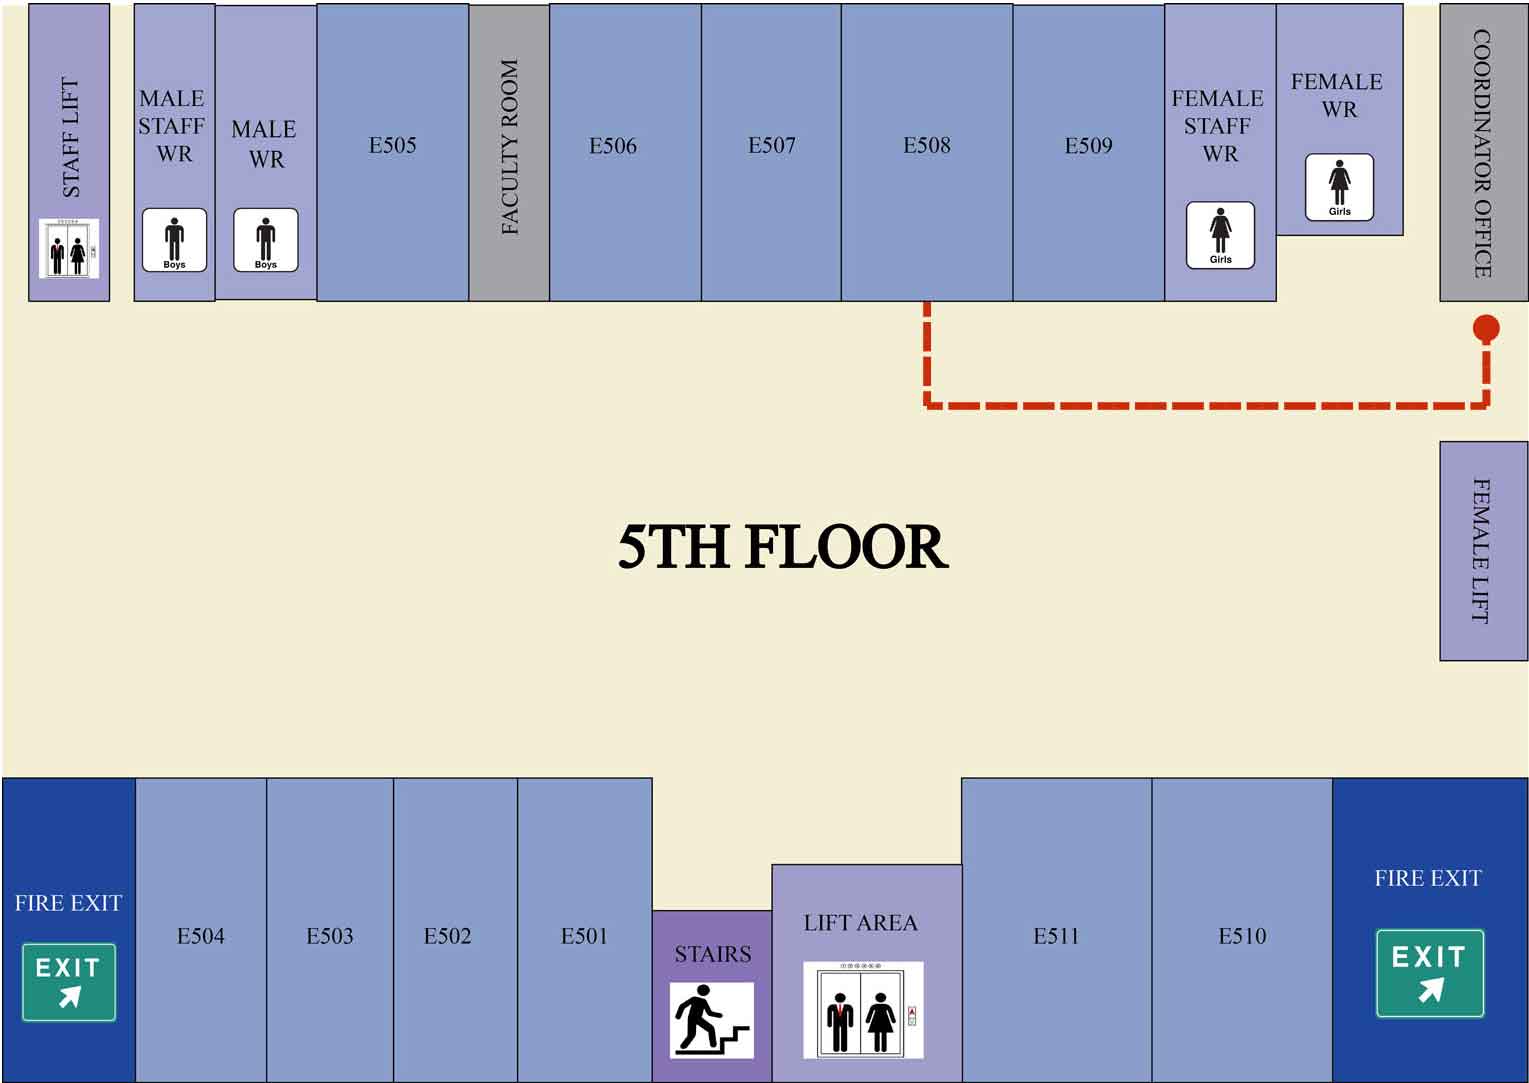 STAFF LIFT
MALE
STAFF
WR
Boys
MALE
WR
Boys
E505
FACULTY ROOM
E506
E507
E508
E509
FEMALE
STAFF
WR
Girls
FEMALE
WR
Girls
COORDINATOR OFFICE
5TH FLOOR
FEMALE LIFT
FIRE EXIT
EXIT
E504
E503
E502
E501
STAIRS
LIFT AREA
E511
E510
FIRE EXIT
EXIT